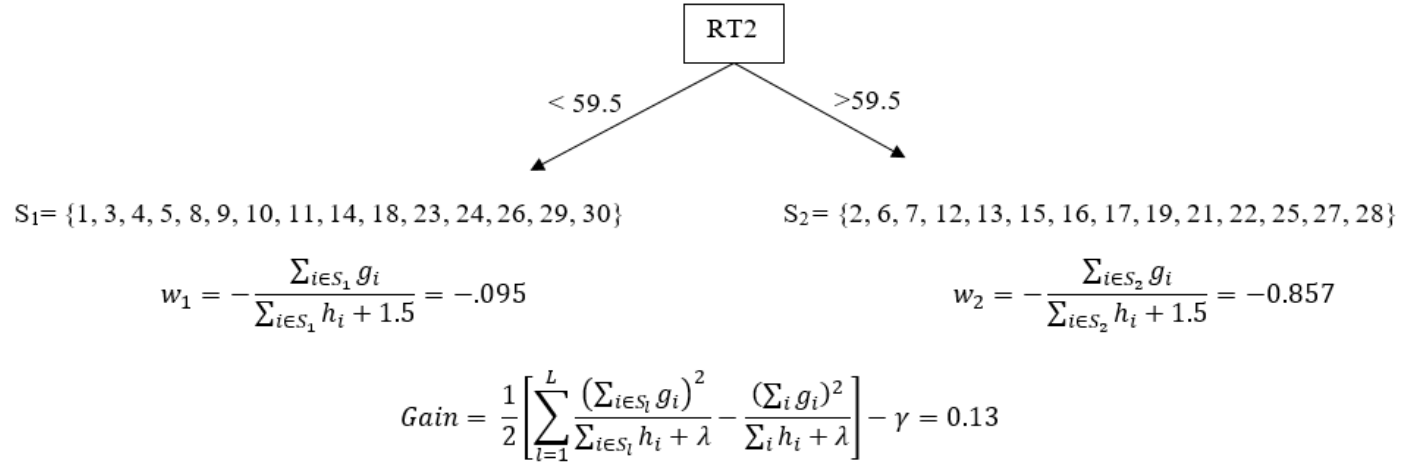 RT2
< 59.5 >59.5
S₁= {1, 3, 4, 5, 8, 9, 10, 11, 14, 18, 23, 24, 26, 29, 30} S₂= {2, 6, 7, 12, 13, 15, 16, 17, 19, 21, 22, 25, 27, 28}
w₁ = −(∑_{i∈S₁} g_i)/(∑_{i∈S₁} h_i + 1.5) = −.095 w₂ = −(∑_{i∈S₂} g_i)/(∑_{i∈S₂} h_i + 1.5) = −0.857
Gain = 1/2 [∑_{l=1}^{L} (∑_{i∈S_l} g_i)²/(∑_{i∈S_l} h_i + λ) − (∑_i g_i)²/(∑_i h_i + λ)] − γ = 0.13